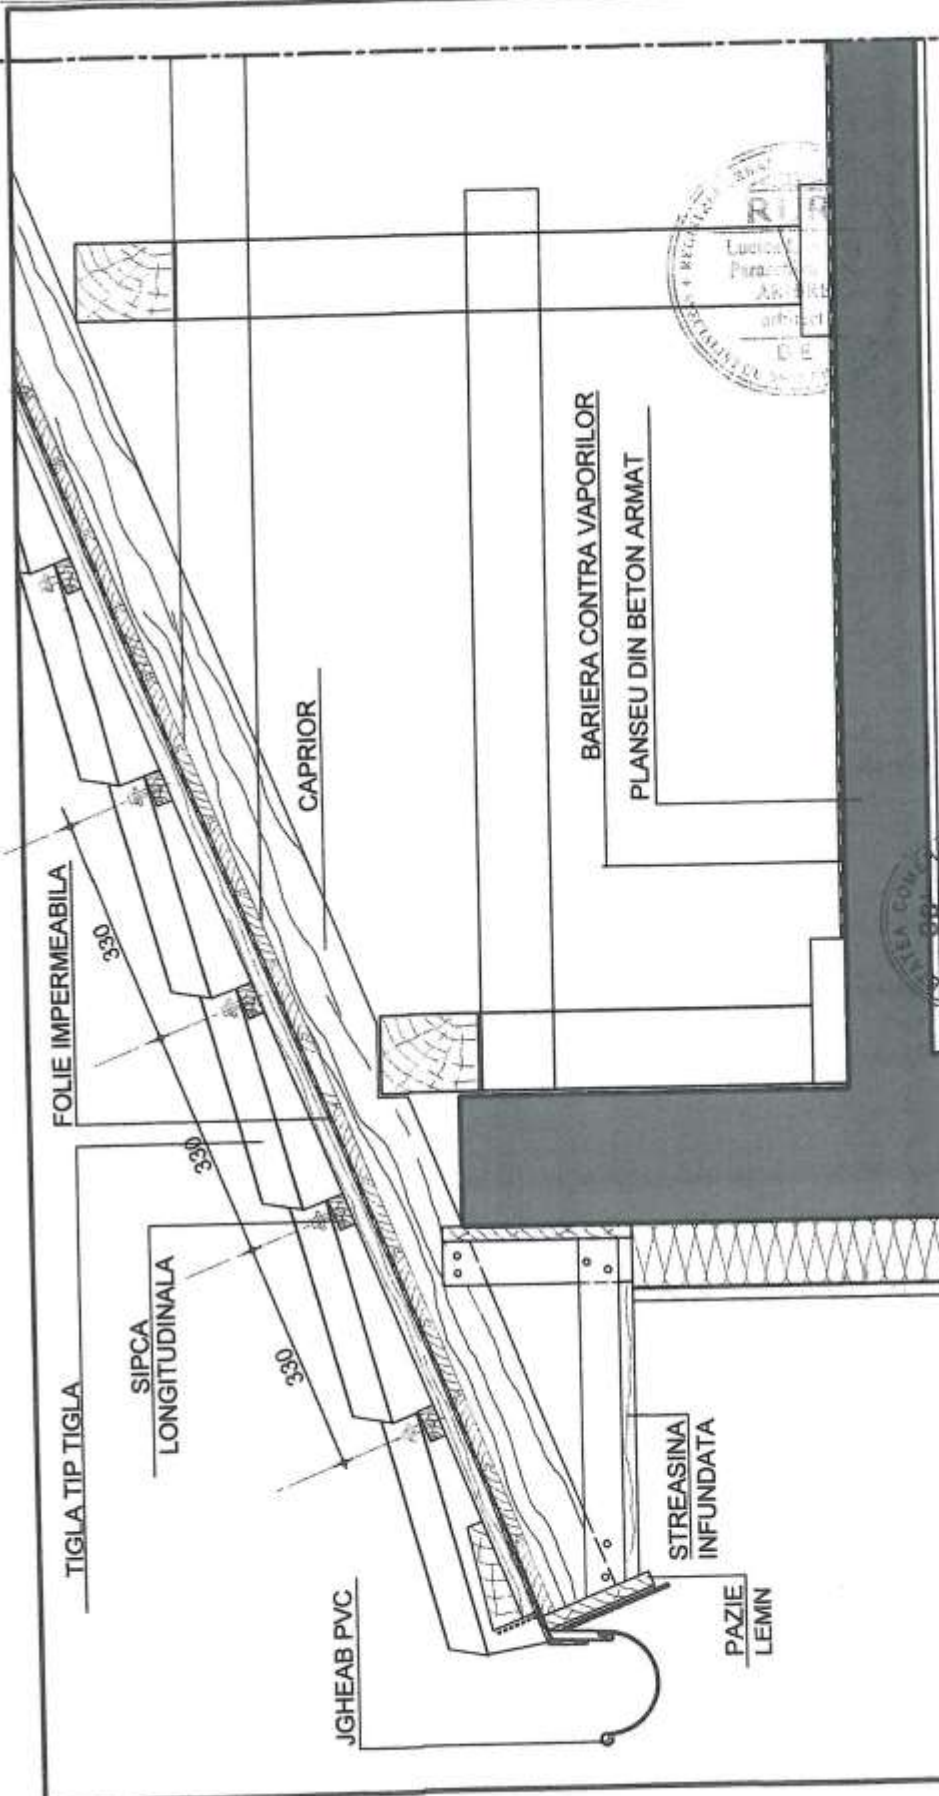 JGHEAB PVC
TIGLA TIP TIGLA
SIPCA
LONGITUDINALA
FOLIE IMPERMEABILA
330
330
330
CAPRIOR
BARIERA CONTRA VAPORILOR
PLANSEU DIN BETON ARMAT
STREASINA
INFUNDATA
PAZIE
LEMN